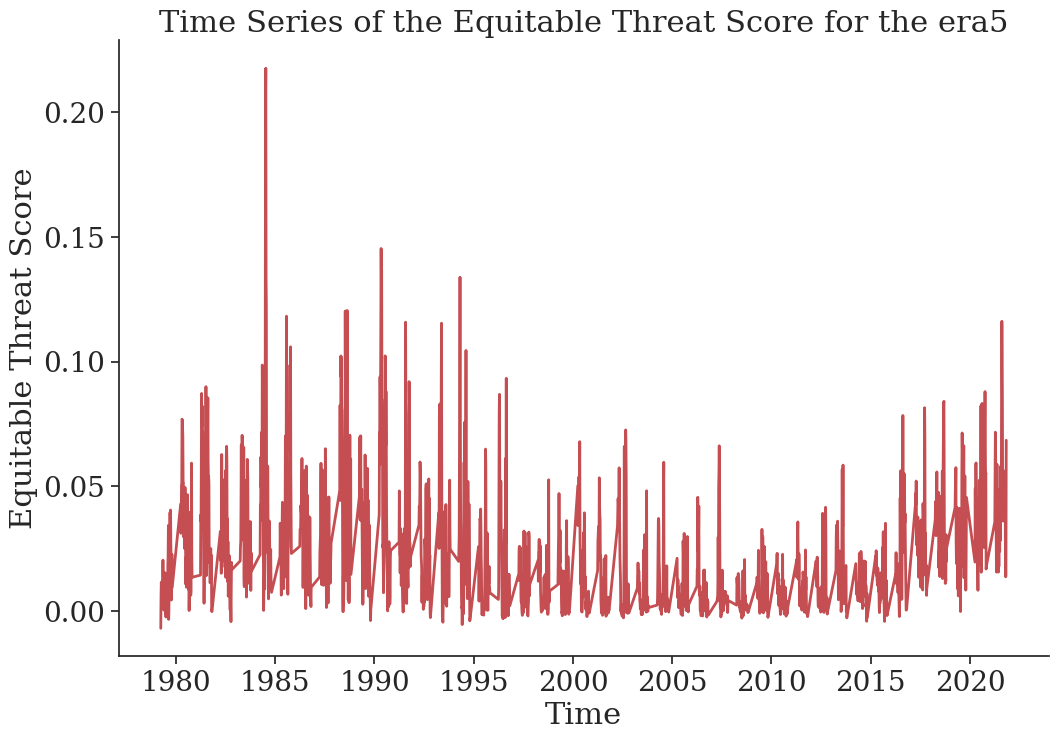 Time Series of the Equitable Threat Score for the era5
Equitable Threat Score
0.20
0.15
0.10
0.05
0.00
1980 1985 1990 1995 2000 2005 2010 2015 2020
Time